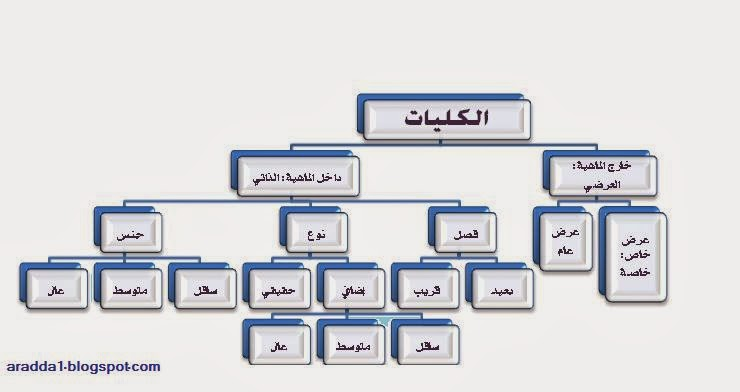 الكليات
خارج الماهية:
العرضي
داخل الماهية: الذاتي
عرض
خاص:
خاصة
عرض
عام
فصل
نوع
جنس
بعيد
قريب
إضافي
حقيقي
سافل
متوسط
عال
سافل
متوسط
عال
aradda1-blogspot-com